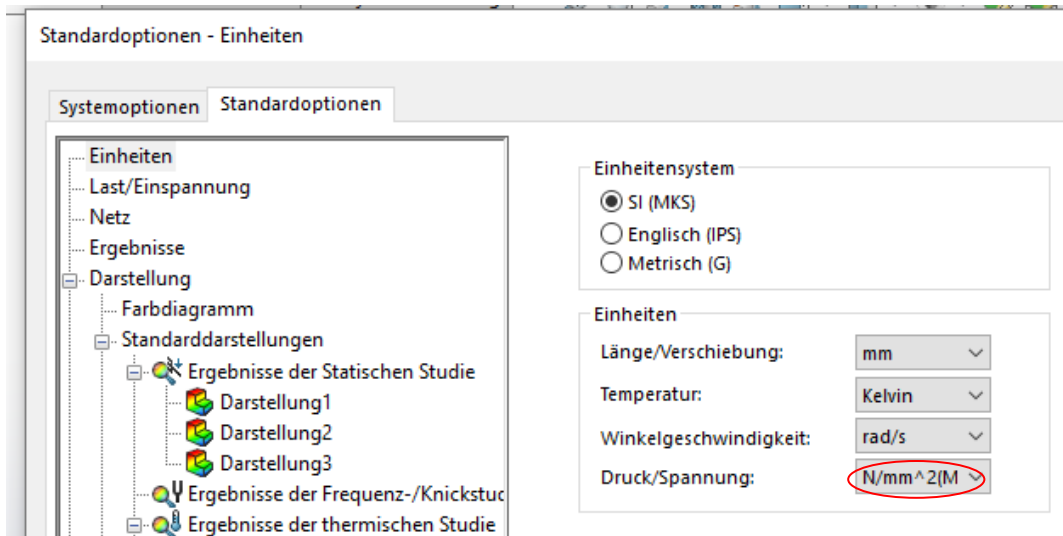 Standardoptionen - Einheiten
Systemoptionen
Standardoptionen
Einheiten
Last/Einspannung
Netz
Ergebnisse
Darstellung
Farbdiagramm
Standarddarstellungen
Ergebnisse der Statischen Studie
Darstellung1
Darstellung2
Darstellung3
Ergebnisse der Frequenz-/Knickstud
Ergebnisse der thermischen Studie
Einheitensystem
SI (MKS)
Englisch (IPS)
Metrisch (G)
Einheiten
Länge/Verschiebung: mm
Temperatur: Kelvin
Winkelgeschwindigkeit: rad/s
Druck/Spannung: N/mm^2(M